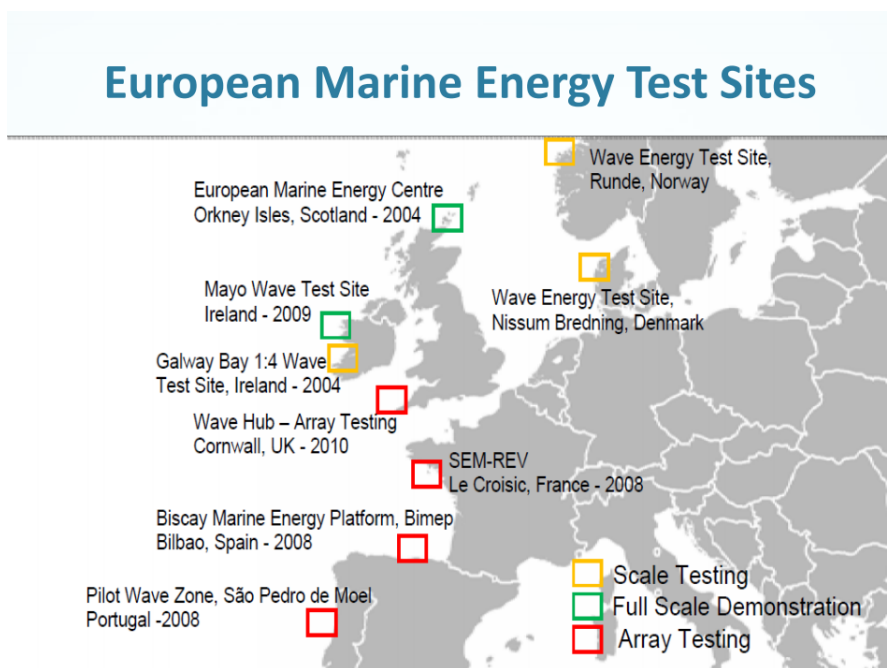 European Marine Energy Test Sites
Wave Energy Test Site,
Runde, Norway
European Marine Energy Centre
Orkney Isles, Scotland - 2004
Mayo Wave Test Site
Ireland - 2009
Wave Energy Test Site,
Nissum Bredning, Denmark
Galway Bay 1:4 Wave
Test Site, Ireland - 2004
Wave Hub – Array Testing
Cornwall, UK - 2010
SEM-REV
Le Croisic, France - 2008
Biscay Marine Energy Platform, Bimep
Bilbao, Spain - 2008
Pilot Wave Zone, São Pedro de Moel
Portugal -2008
Scale Testing
Full Scale Demonstration
Array Testing